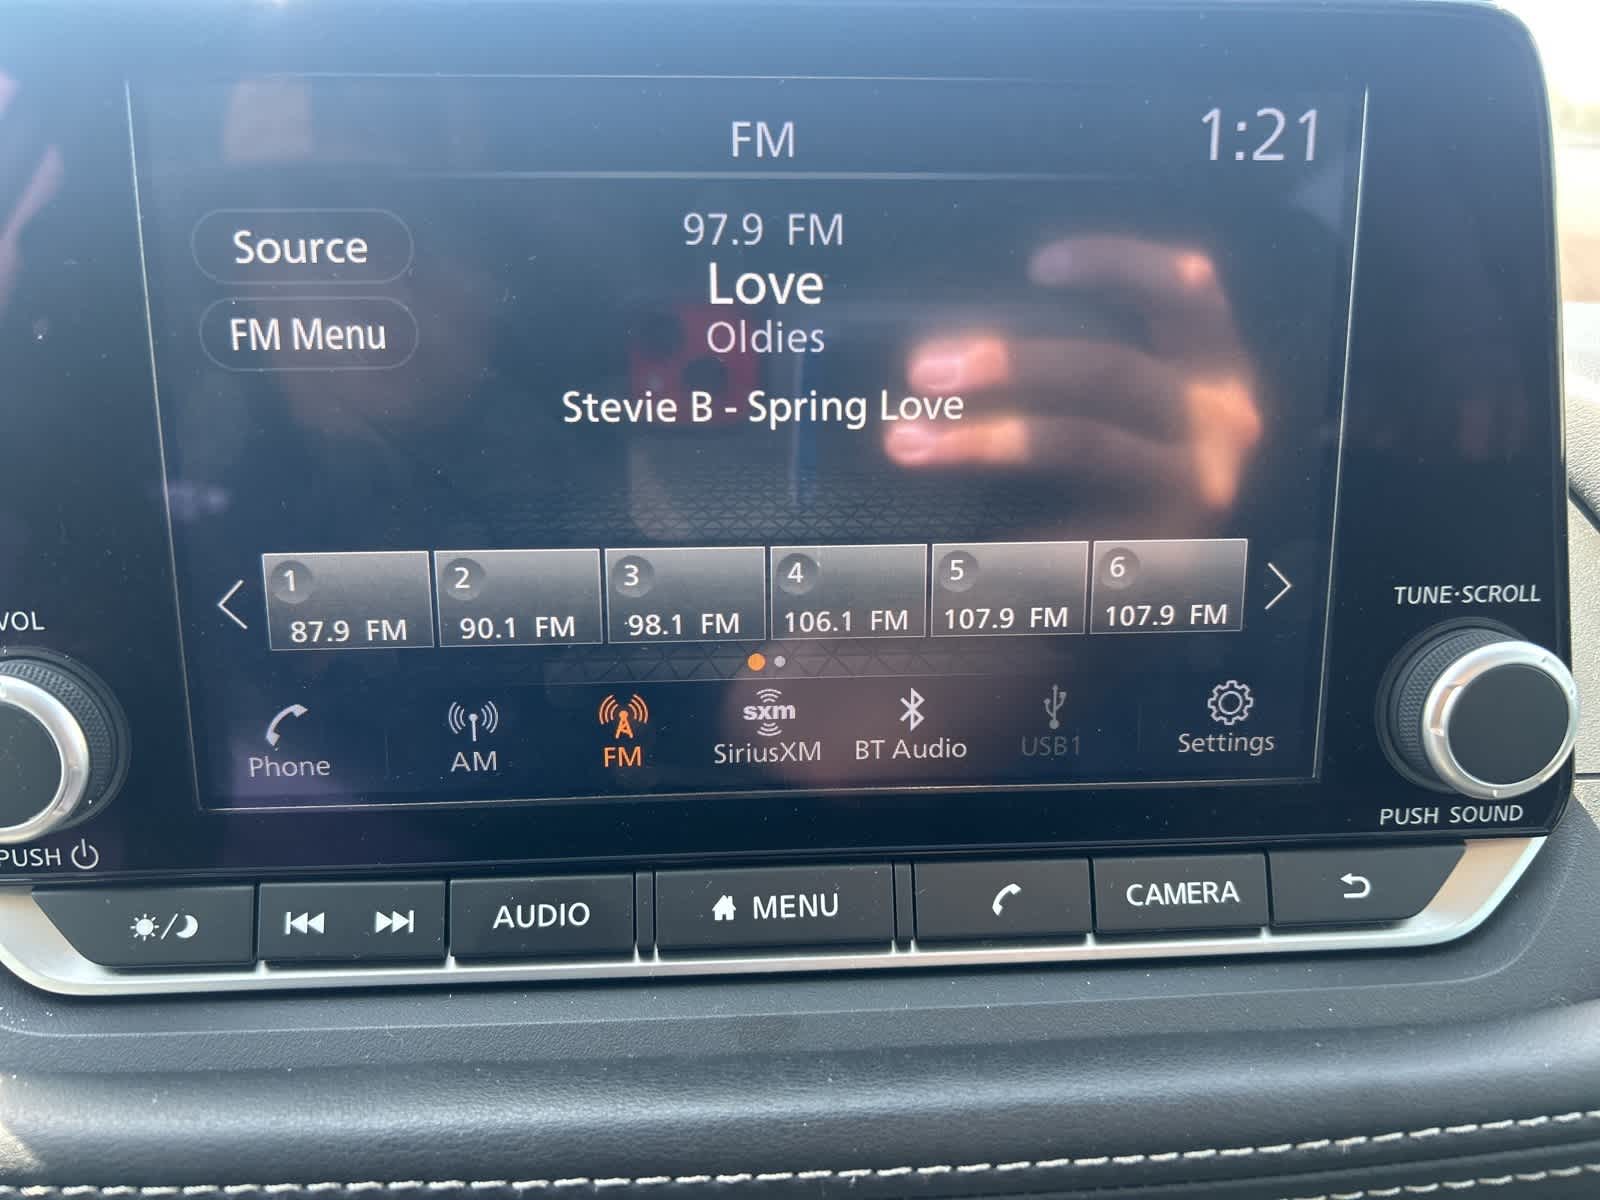 FM
1:21
97.9 FM
Source
Love
FM Menu
Oldies
Stevie B - Spring Love
1
2
3
4
5
6
87.9 FM
90.1 FM
98.1 FM
106.1 FM
107.9 FM
107.9 FM
VOL
TUNE·SCROLL
Phone
AM
FM
sxm
SiriusXM
BT Audio
USB1
Settings
PUSH
PUSH SOUND
AUDIO
MENU
CAMERA